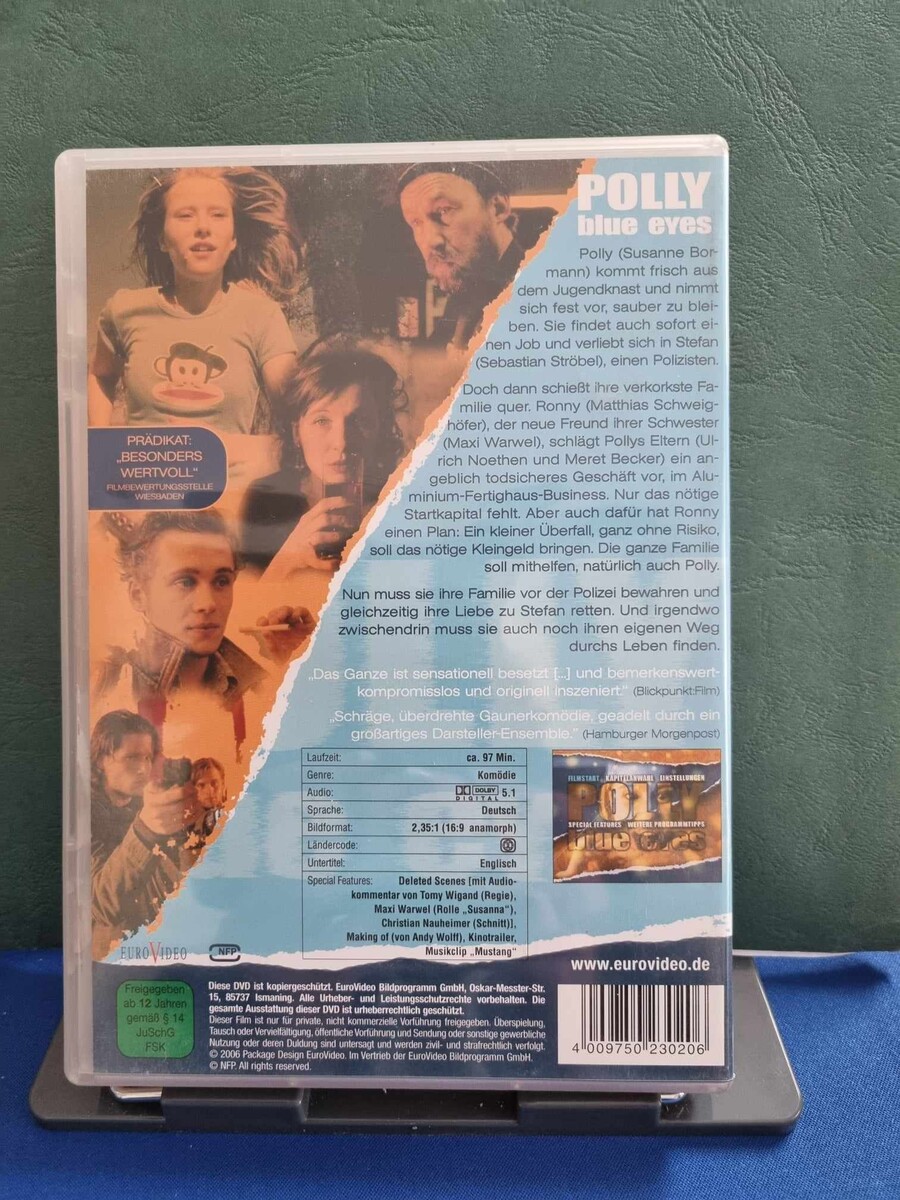 POLLY
blue eyes
Polly (Susanne Bor-
mann) kommt frisch aus
dem Jugendknast und nimmt
sich fest vor, sauber zu blei-
ben. Sie findet auch sofort ei-
nen Job und verliebt sich in Stefan
(Sebastian Ströbel), einen Polizisten.
Doch dann schießt ihre verkorkste Fa-
milie quer. Ronny (Matthias Schweig-
höfer), der neue Freund ihrer Schwester
(Maxi Warwel), schlägt Pollys Eltern (Ul-
rich Noethen und Meret Becker) ein an-
geblich todsicheres Geschäft vor, im Alu-
minium-Fertighaus-Business. Nur das nötige
Startkapital fehlt. Aber auch dafür hat Ronny
einen Plan: Ein kleiner Überfall, ganz ohne Risiko,
soll das nötige Kleingeld bringen. Die ganze Familie
soll mithelfen, natürlich auch Polly.
Nun muss sie ihre Familie vor der Polizei bewahren und
gleichzeitig ihre Liebe zu Stefan retten. Und irgendwo
zwischendrin muss sie auch noch ihren eigenen Weg
durchs Leben finden.
„Das Ganze ist sensationell besetzt [...] und bemerkenswert-
kompromisslos und originell inszeniert." (Blickpunkt:Film)
„Schräge, überdrehte Gaunerkomödie, geadelt durch ein
großartiges Darsteller-Ensemble." (Hamburger Morgenpost)
PRÄDIKAT:
„BESONDERS
WERTVOLL"
FILMBEWERTUNGSSTELLE
WIESBADEN
Laufzeit: ca. 97 Min.
Genre: Komödie
Audio: DOLBY DIGITAL 5.1
Sprache: Deutsch
Bildformat: 2,35:1 (16:9 anamorph)
Ländercode:
Untertitel: Englisch
Special Features: Deleted Scenes [mit Audio-
kommentar von Tomy Wigand (Regie),
Maxi Warwel (Rolle „Susanna"),
Christian Nauheimer (Schnitt)],
Making of (von Andy Wolff), Kinotrailer,
Musikclip „Mustang"
FILMSTART KAPITELANWAHL EINSTELLUNGEN
POLLY
SPECIAL FEATURES WEITERE PROGRAMMTIPPS
blue eyes
EUROVIDEO
NFP
www.eurovideo.de
Freigegeben
ab 12 Jahren
gemäß § 14
JuSchG
FSK
Diese DVD ist kopiergeschützt. EuroVideo Bildprogramm GmbH, Oskar-Messter-Str.
15, 85737 Ismaning. Alle Urheber- und Leistungsschutzrechte vorbehalten. Die
gesamte Ausstattung dieser DVD ist urheberrechtlich geschützt.
Dieser Film ist nur für private, nicht kommerzielle Vorführung freigegeben. Überspielung,
Tausch oder Vervielfältigung, öffentliche Vorführung und Sendung oder sonstige gewerbliche
Nutzung oder deren Duldung sind untersagt und werden zivil- und strafrechtlich verfolgt.
© 2006 Package Design EuroVideo. Im Vertrieb der EuroVideo Bildprogramm GmbH.
© NFP. All rights reserved.
4 009750 230206